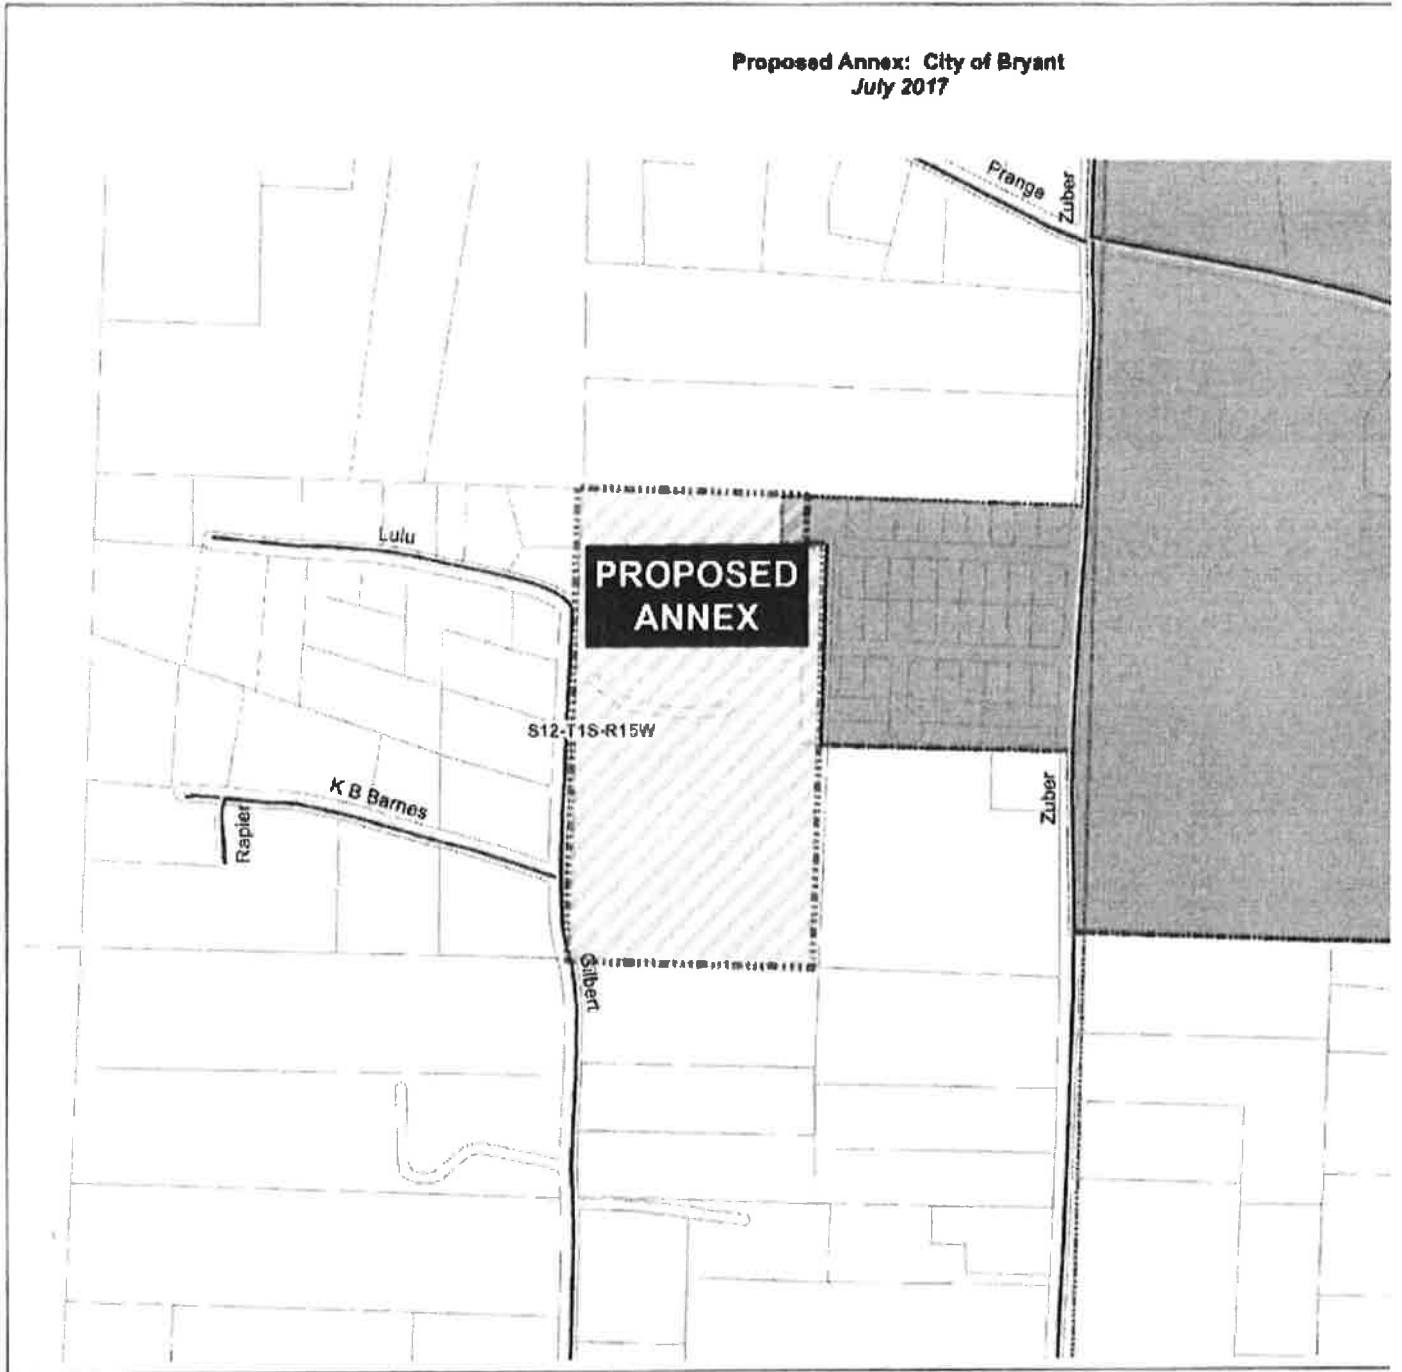 Proposed Annex: City of Bryant
July 2017
Prange
Zuber
Lulu
PROPOSED
ANNEX
S12-T1S-R15W
K B Barnes
Rapier
Zuber
Gilbert